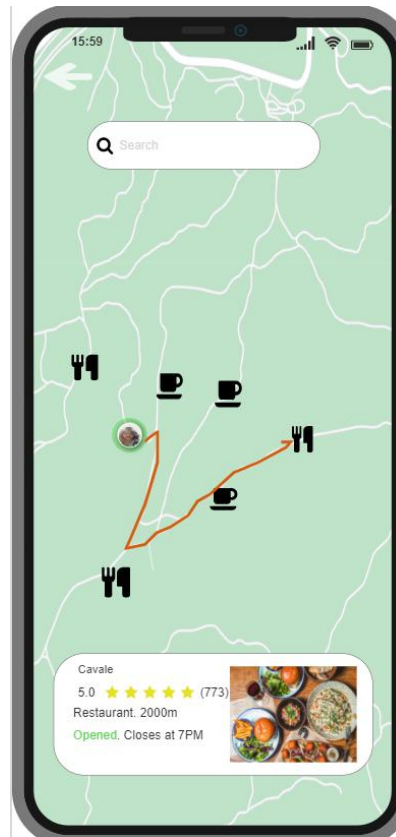 15:59
Search
Cavale
5.0 (773)
Restaurant. 2000m
Opened. Closes at 7PM